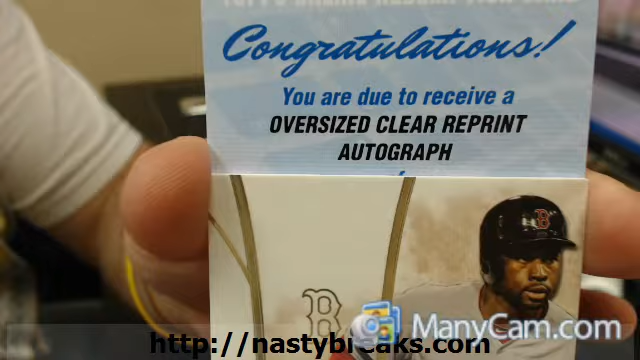 Congratulations!
You are due to receive a
OVERSIZED CLEAR REPRINT
AUTOGRAPH
B
B
ManyCam.com
http://nastybreaks.com